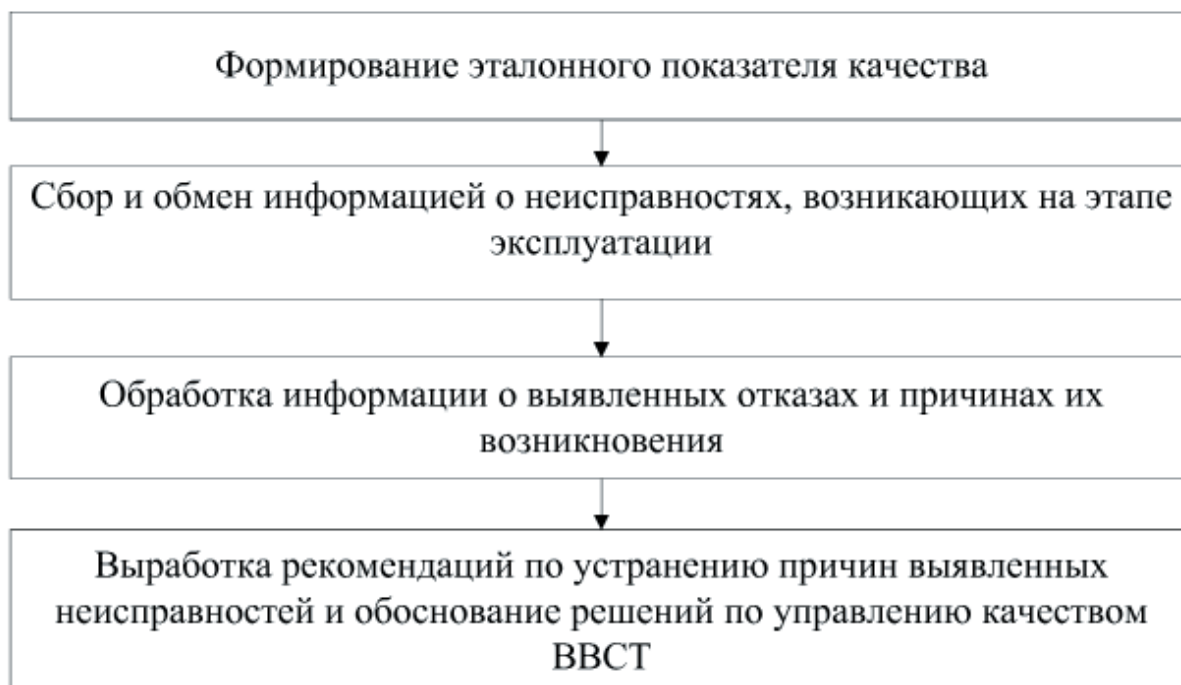 Формирование эталонного показателя качества
Сбор и обмен информацией о неисправностях, возникающих на этапе
эксплуатации
Обработка информации о выявленных отказах и причинах их
возникновения
Выработка рекомендаций по устранению причин выявленных
неисправностей и обоснование решений по управлению качеством
ВВСТ